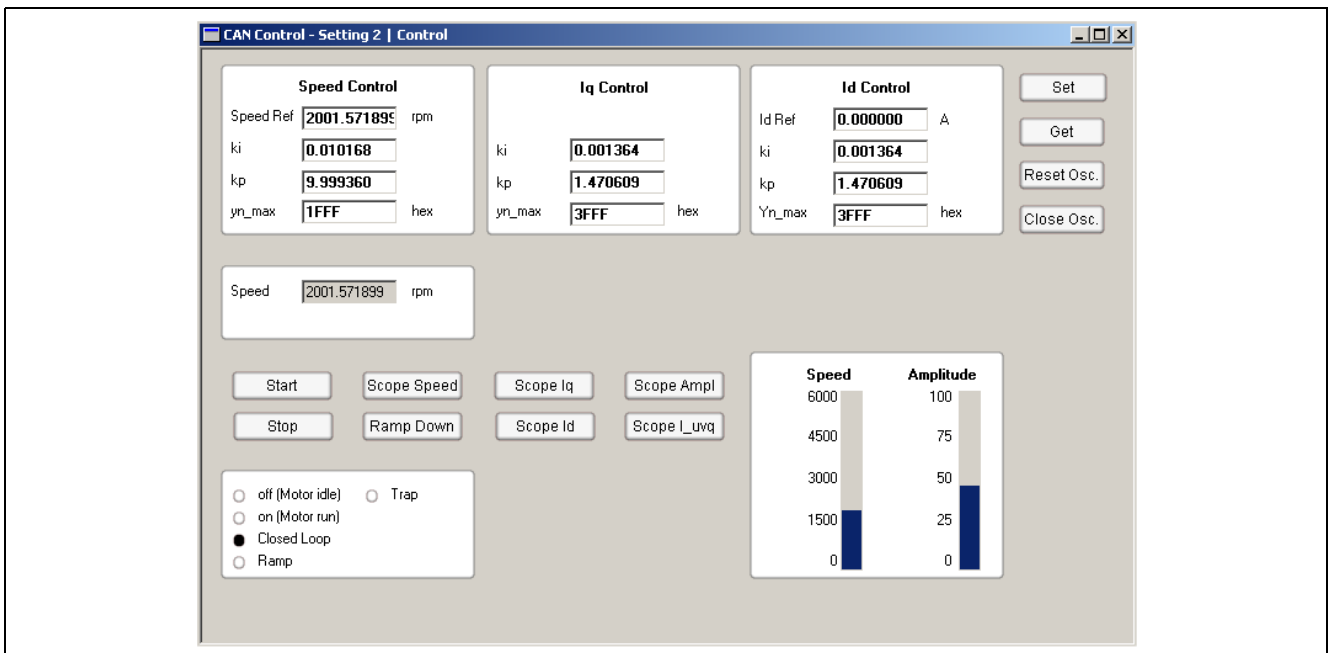 CAN Control - Setting 2 | Control
Speed Control
Speed Ref 2001.571899 rpm
ki 0.010168
kp 9.999360
yn_max 1FFF hex
Iq Control
ki 0.001364
kp 1.470609
yn_max 3FFF hex
Id Control
Id Ref 0.000000 A
ki 0.001364
kp 1.470609
Yn_max 3FFF hex
Set
Get
Reset Osc.
Close Osc.
Speed 2001.571899 rpm
Start Scope Speed Scope Iq Scope Ampl
Stop Ramp Down Scope Id Scope I_uvq
off (Motor idle) Trap
on (Motor run)
Closed Loop
Ramp
Speed Amplitude
6000 100
4500 75
3000 50
1500 25
0 0